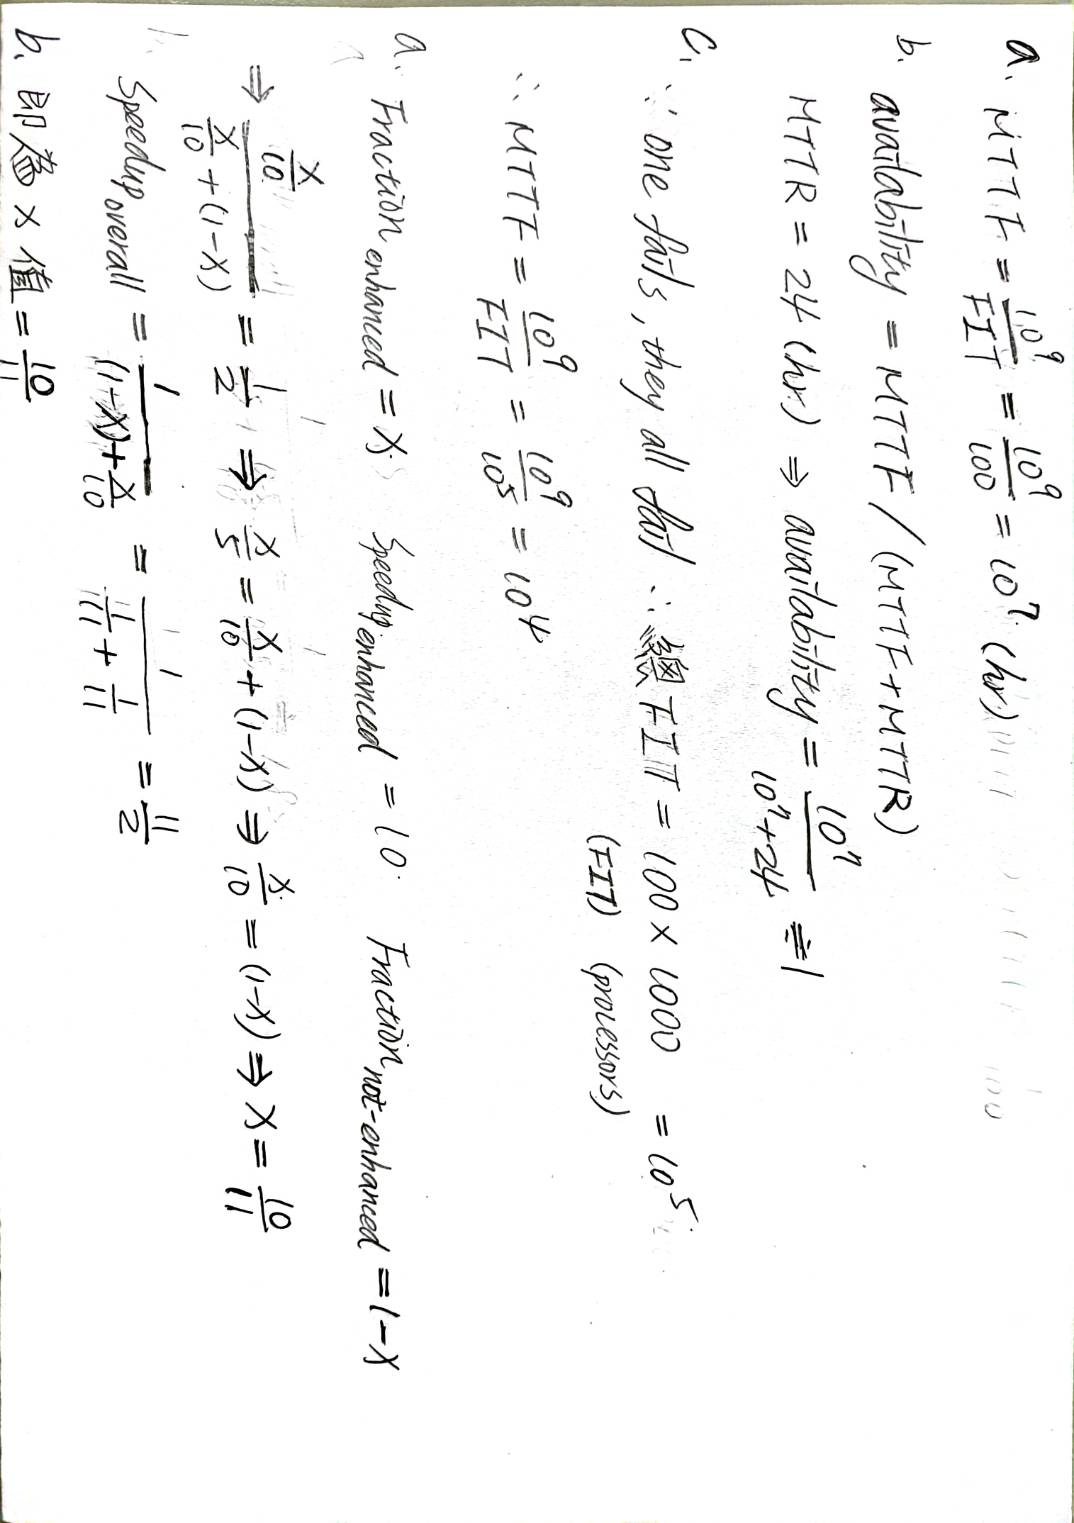 a. MTTF = 10⁹/FIT = 10⁹/100 = 10⁷ (hr)
b. availability = MTTF / (MTTF+MTTR)
MTTR = 24 (hr) ⇒ availability = 10⁷/(10⁷+24) ≑ 1
c. ∵ one fails, they all fail ∴ 總 FIT = 100 × 1000 = 10⁵
(FIT) (processors)
∴ MTTF = 10⁹/FIT = 10⁹/10⁵ = 10⁴
a. Fraction enhanced = x. Speedup enhanced = 10. Fraction not-enhanced = 1-x
⇒ (x/10)/(x/10 + (1-x)) = 1/2 ⇒ x/5 = x/10 + (1-x) ⇒ x/10 = (1-x) ⇒ x = 10/11
Speedup overall = 1/((1-x)+x/10) = 1/(1/11 + 1/11) = 11/2
b. 即為 x 值 = 10/11